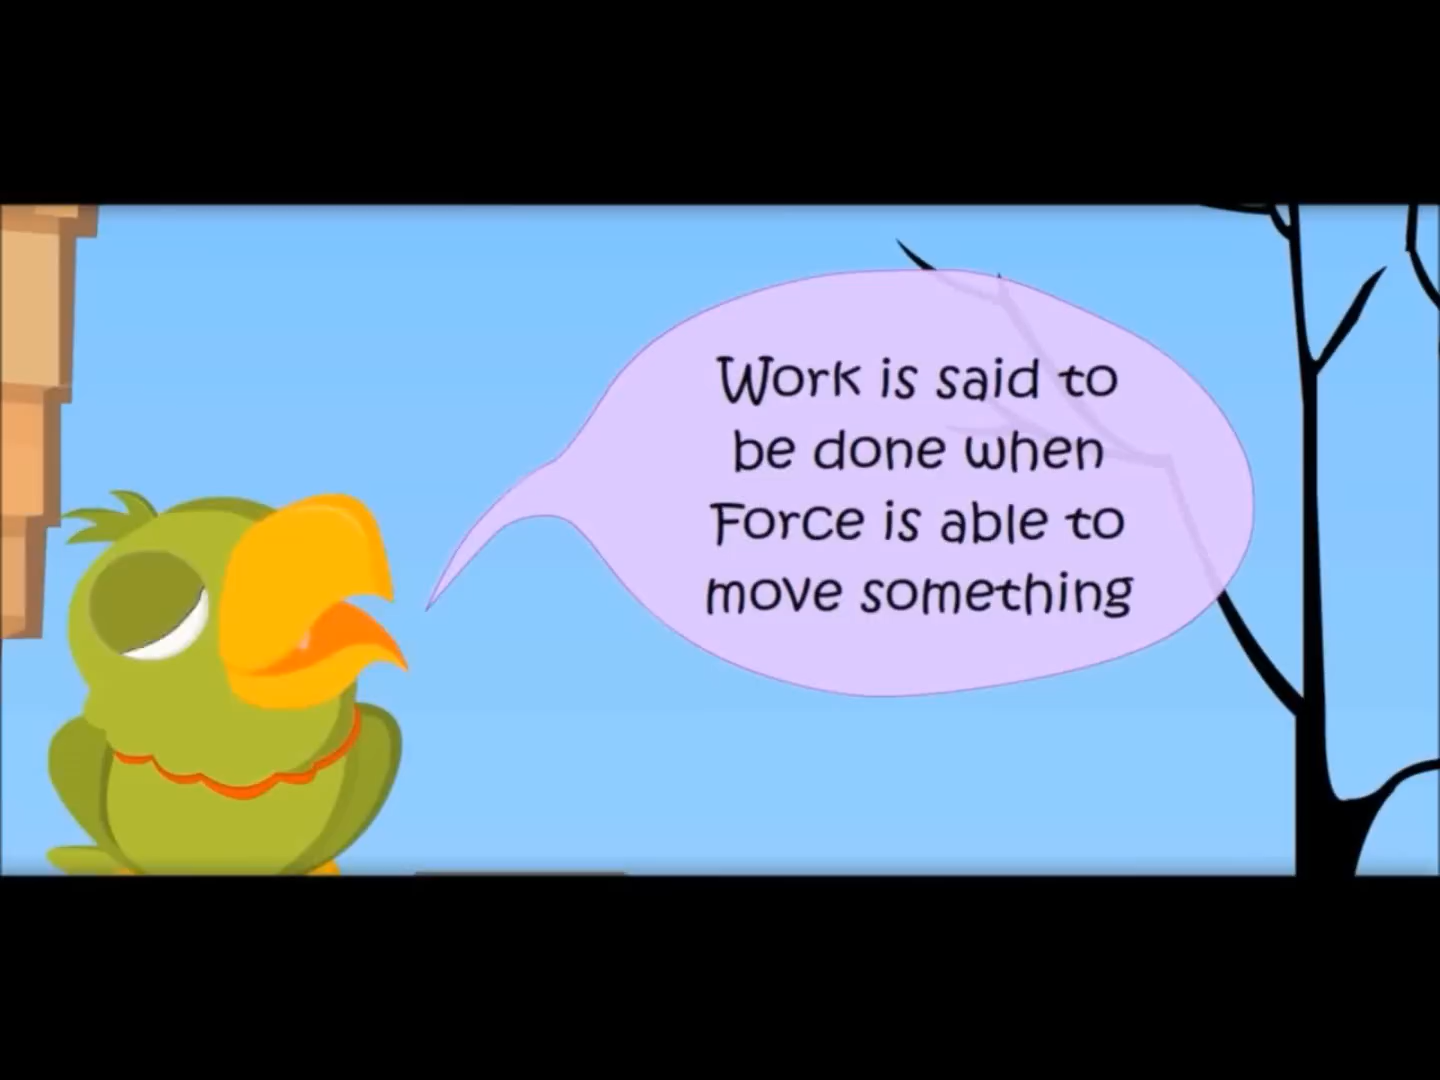 Work is said to
be done when
Force is able to
move something